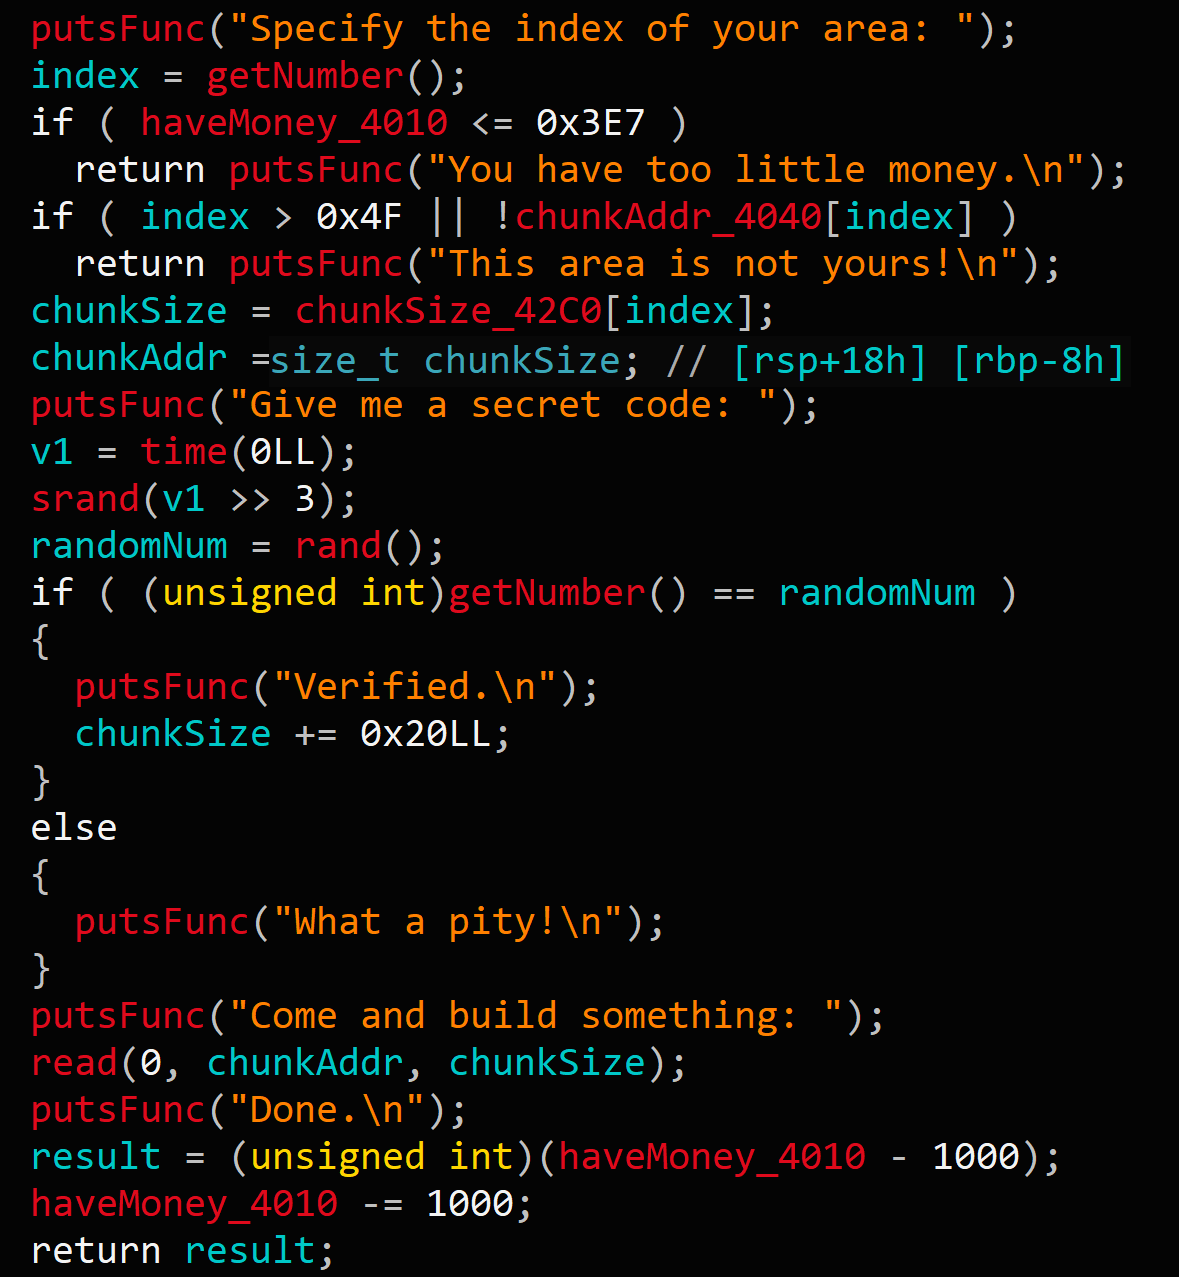 putsFunc("Specify the index of your area: ");
index = getNumber();
if ( haveMoney_4010 <= 0x3E7 )
  return putsFunc("You have too little money.\n");
if ( index > 0x4F || !chunkAddr_4040[index] )
  return putsFunc("This area is not yours!\n");
chunkSize = chunkSize_42C0[index];
chunkAddr =size_t chunkSize; // [rsp+18h] [rbp-8h]
putsFunc("Give me a secret code: ");
v1 = time(0LL);
srand(v1 >> 3);
randomNum = rand();
if ( (unsigned int)getNumber() == randomNum )
{
  putsFunc("Verified.\n");
  chunkSize += 0x20LL;
}
else
{
  putsFunc("What a pity!\n");
}
putsFunc("Come and build something: ");
read(0, chunkAddr, chunkSize);
putsFunc("Done.\n");
result = (unsigned int)(haveMoney_4010 - 1000);
haveMoney_4010 -= 1000;
return result;